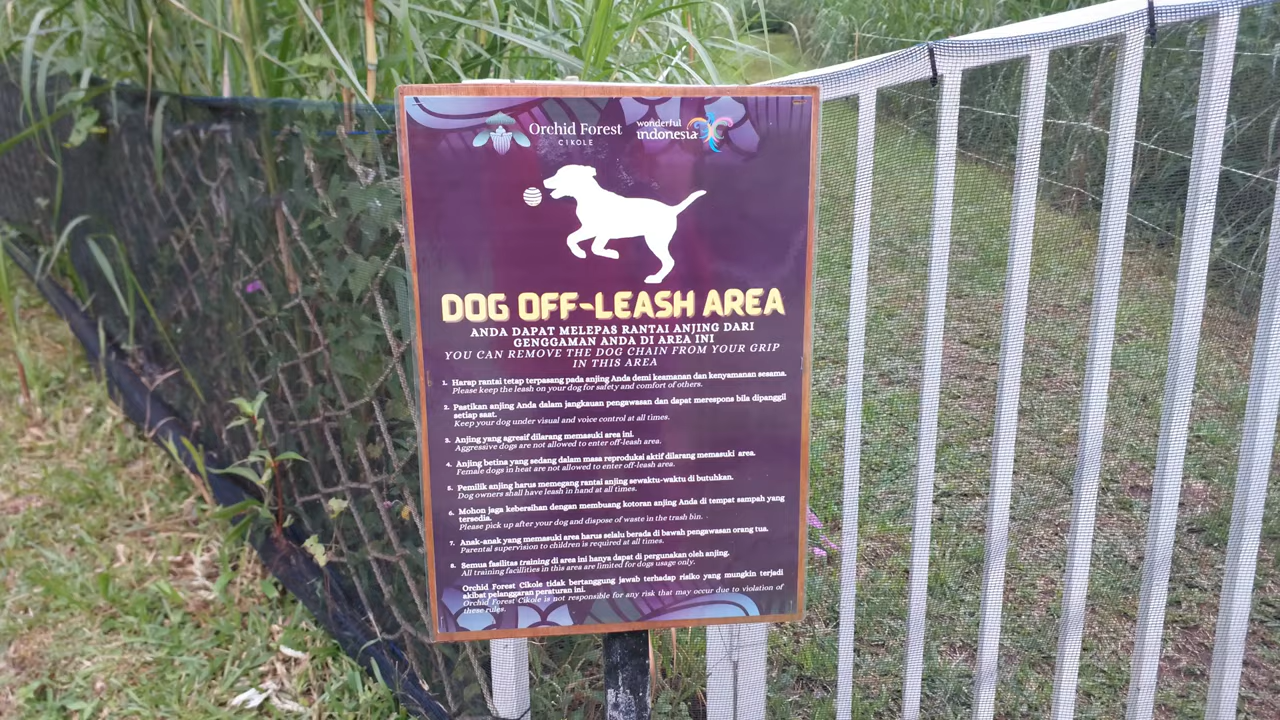 Orchid Forest
CIKOLE
wonderful
indonesia
DOG OFF-LEASH AREA
ANDA DAPAT MELEPAS RANTAI ANJING DARI
GENGGAMAN ANDA DI AREA INI
YOU CAN REMOVE THE DOG CHAIN FROM YOUR GRIP
IN THIS AREA
1. Harap rantai tetap terpasang pada anjing Anda demi keamanan dan kenyamanan sesama.
Please keep the leash on your dog for safety and comfort of others.
2. Pastikan anjing Anda dalam jangkauan pengawasan dan dapat merespons bila dipanggil
setiap saat.
Keep your dog under visual and voice control at all times.
3. Anjing yang agresif dilarang memasuki area ini.
Aggressive dogs are not allowed to enter off-leash area.
4. Anjing betina yang sedang dalam masa reproduksi aktif dilarang memasuki area.
Female dogs in heat are not allowed to enter off-leash area.
5. Pemilik anjing harus memegang rantai anjing sewaktu-waktu di butuhkan.
Dog owners shall have leash in hand at all times.
6. Mohon jaga kebersihan dengan membuang kotoran anjing Anda di tempat sampah yang
tersedia.
Please pick up after your dog and dispose of waste in the trash bin.
7. Anak-anak yang memasuki area harus selalu berada di bawah pengawasan orang tua.
Parental supervision to children is required at all times.
8. Semua fasilitas training di area ini hanya dapat di pergunakan oleh anjing.
All training facillities in this area are limited for dogs usage only.
Orchid Forest Cikole tidak bertanggung jawab terhadap risiko yang mungkin terjadi
akibat pelanggaran peraturan ini.
Orchid Forest Cikole is not responsible for any risk that may occur due to violation of
these rules.